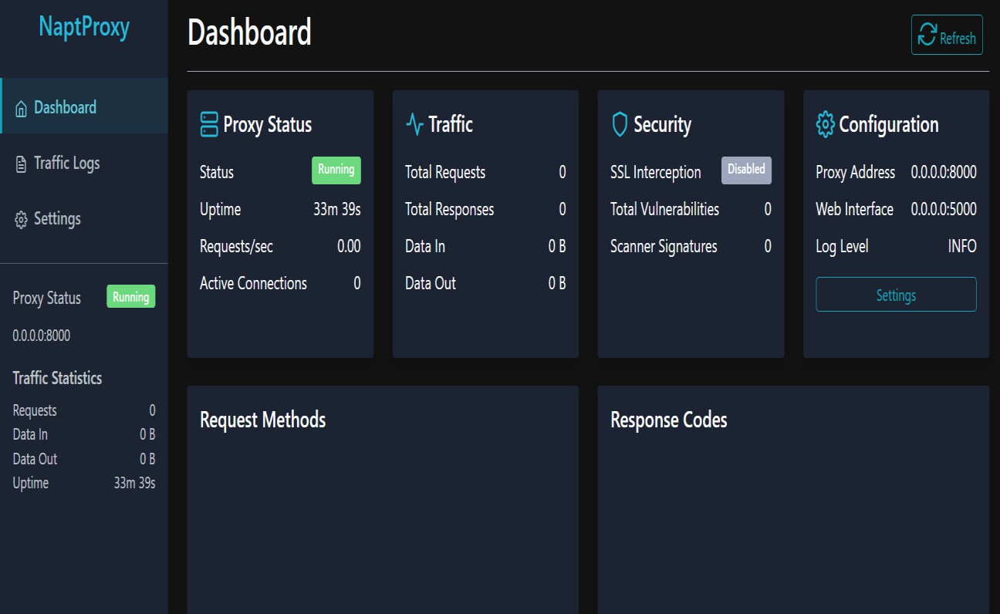 NaptProxy
Dashboard
Traffic Logs
Settings
Proxy Status Running
0.0.0.0:8000
Traffic Statistics
Requests 0
Data In 0 B
Data Out 0 B
Uptime 33m 39s
Dashboard
Refresh
Proxy Status
Status Running
Uptime 33m 39s
Requests/sec 0.00
Active Connections 0
Traffic
Total Requests 0
Total Responses 0
Data In 0 B
Data Out 0 B
Security
SSL Interception Disabled
Total Vulnerabilities 0
Scanner Signatures 0
Configuration
Proxy Address 0.0.0.0:8000
Web Interface 0.0.0.0:5000
Log Level INFO
Settings
Request Methods
Response Codes